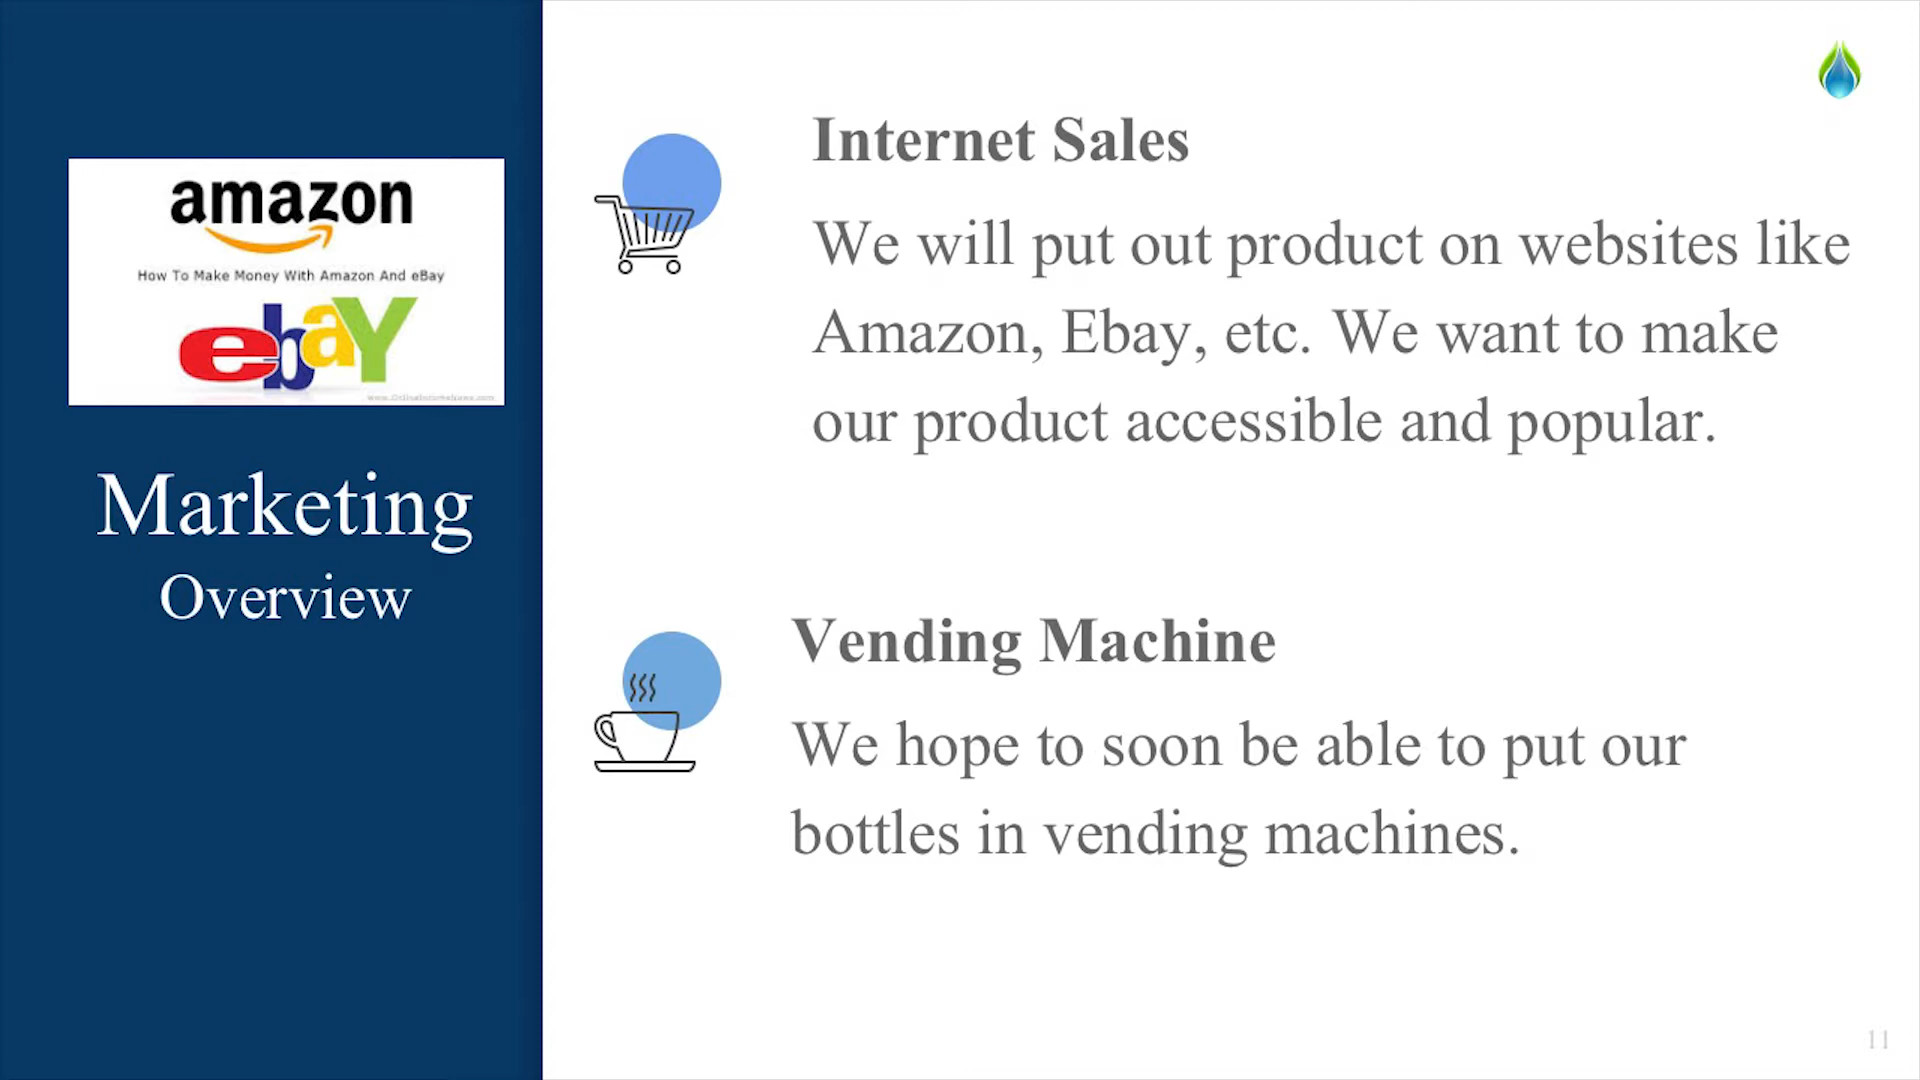 amazon
How To Make Money With Amazon And eBay
ebay
Marketing
Overview
Internet Sales
We will put out product on websites like
Amazon, Ebay, etc. We want to make
our product accessible and popular.
Vending Machine
We hope to soon be able to put our
bottles in vending machines.
11